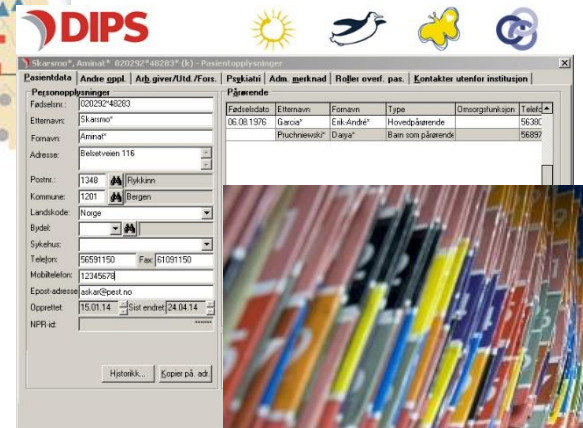 DIPS
Skarsmo*, Aminat* 020292*48283* (k) - Pasientopplysninger
Pasientdata Andre oppl. Arb.giver/Utd./Fors. Psykiatri Adm. merknad Roller overf. pas. Kontakter utenfor institusjon
Personopplysninger
Fødselsnr.: 020292*48283
Etternavn: Skarsmo*
Fornavn: Aminat*
Adresse: Belsetveien 116
Postnr.: 1348 Rykkinn
Kommune: 1201 Bergen
Landskode: Norge
Bydel:
Sykehus:
Telefon: 56591150 Fax: 61091150
Mobiltelefon: 12345678
Epost-adresse askar@pest.no
Opprettet: 15.01.14 Sist endret: 24.04.14
NPR-id: ******
Historikk... Kopier på. adr.
Pårørende
Fødselsdato Etternavn Fornavn Type Omsorgsfunksjon Telefo
06.08.1976 Garcia* Erik-André* Hovedpårørende 56380
Pruchniewski* Darya* Barn som pårørende 56897